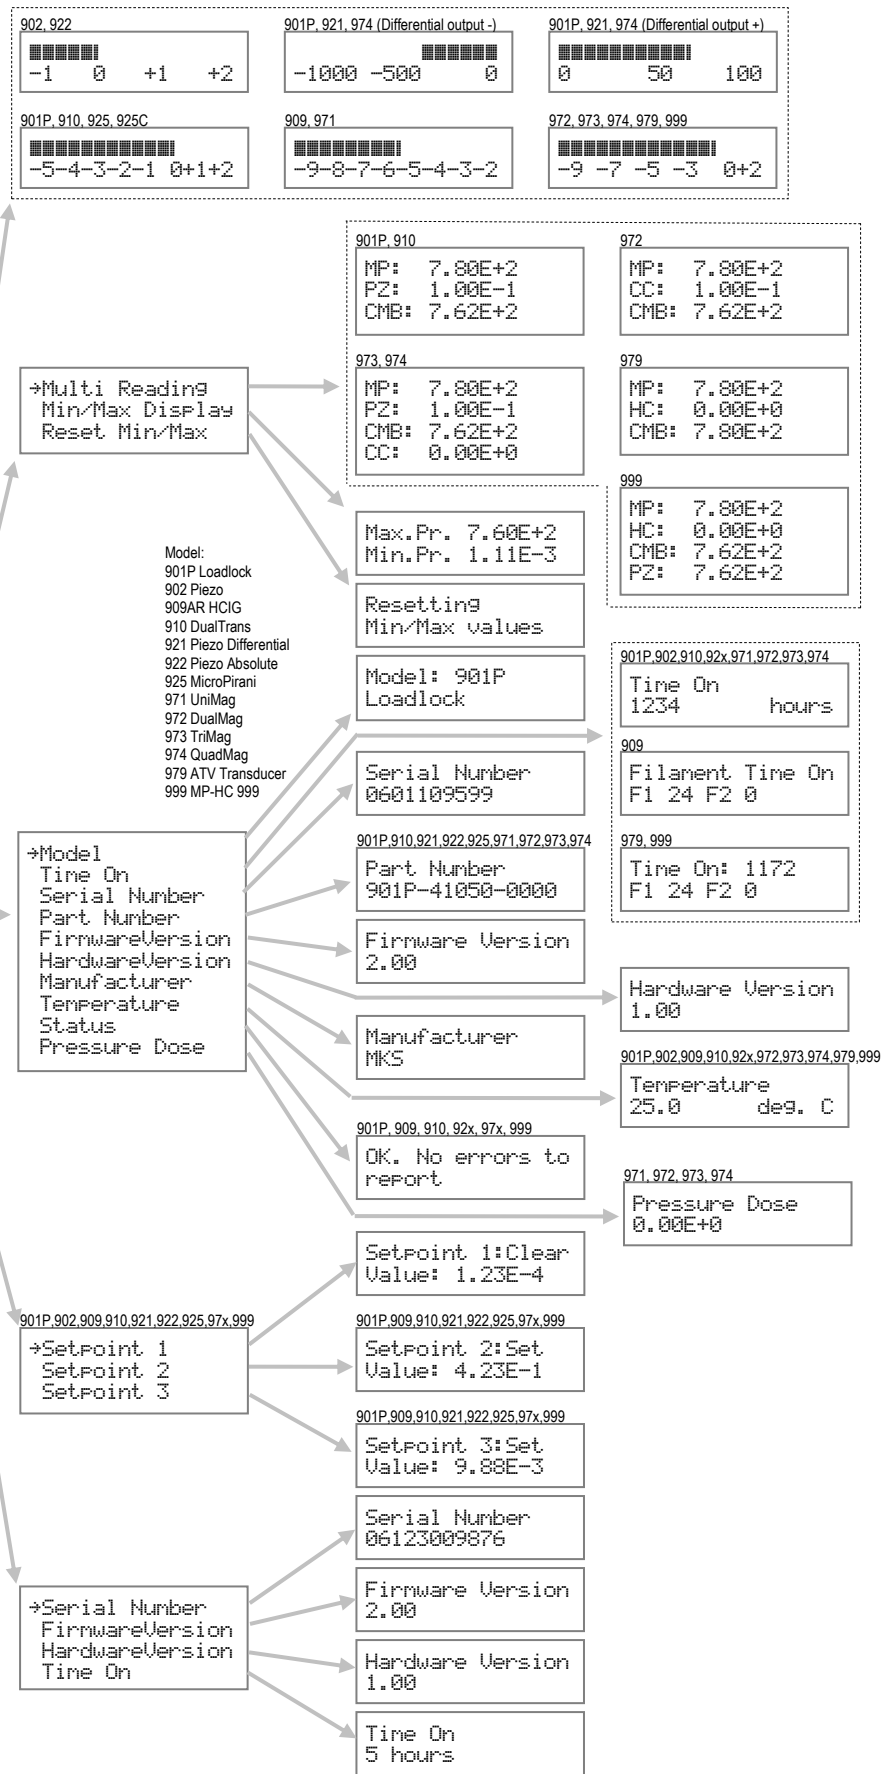 902, 922
-1 0 +1 +2
901P, 921, 974 (Differential output -)
-1000 -500 0
901P, 921, 974 (Differential output +)
0 50 100
901P, 910, 925, 925C
-5-4-3-2-1 0+1+2
909, 971
-9-8-7-6-5-4-3-2
972, 973, 974, 979, 999
-9 -7 -5 -3 0+2
901P, 910
MP: 7.80E+2
PZ: 1.00E-1
CMB: 7.62E+2
972
MP: 7.80E+2
CC: 1.00E-1
CMB: 7.62E+2
→Multi Reading
Min/Max Display
Reset Min/Max
973, 974
MP: 7.80E+2
PZ: 1.00E-1
CMB: 7.62E+2
CC: 0.00E+0
979
MP: 7.80E+2
HC: 0.00E+0
CMB: 7.80E+2
999
MP: 7.80E+2
HC: 0.00E+0
CMB: 7.62E+2
PZ: 7.62E+2
Max.Pr. 7.60E+2
Min.Pr. 1.11E-3
Resetting
Min/Max values
Model:
901P Loadlock
902 Piezo
909AR HCIG
910 DualTrans
921 Piezo Differential
922 Piezo Absolute
925 MicroPirani
971 UniMag
972 DualMag
973 TriMag
974 QuadMag
979 ATV Transducer
999 MP-HC 999
Model: 901P
Loadlock
901P,902,910,92x,971,972,973,974
Time On
1234 hours
Serial Number
0601109599
909
Filament Time On
F1 24 F2 0
→Model
Time On
Serial Number
Part Number
FirmwareVersion
HardwareVersion
Manufacturer
Temperature
Status
Pressure Dose
901P,910,921,922,925,971,972,973,974
Part Number
901P-41050-0000
979, 999
Time On: 1172
F1 24 F2 0
Firmware Version
2.00
Hardware Version
1.00
Manufacturer
MKS
901P,902,909,910,92x,972,973,974,979,999
Temperature
25.0 deg. C
901P, 909, 910, 92x, 97x, 999
OK. No errors to
report
971, 972, 973, 974
Pressure Dose
0.00E+0
Setpoint 1:Clear
Value: 1.23E-4
901P,902,909,910,921,922,925,97x,999
→Setpoint 1
Setpoint 2
Setpoint 3
901P,909,910,921,922,925,97x,999
Setpoint 2:Set
Value: 4.23E-1
901P,909,910,921,922,925,97x,999
Setpoint 3:Set
Value: 9.88E-3
Serial Number
06123009876
→Serial Number
FirmwareVersion
HardwareVersion
Time On
Firmware Version
2.00
Hardware Version
1.00
Time On
5 hours